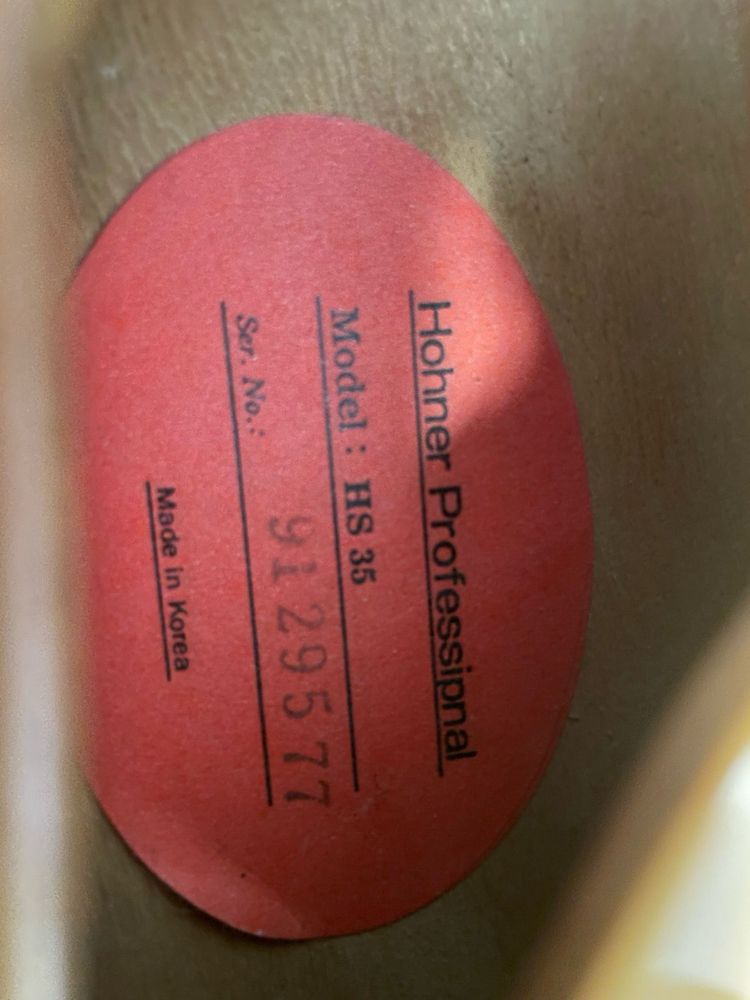 Hohner Professipnal
Model : HS 35
Ser. No.: 9129577
Made in Korea